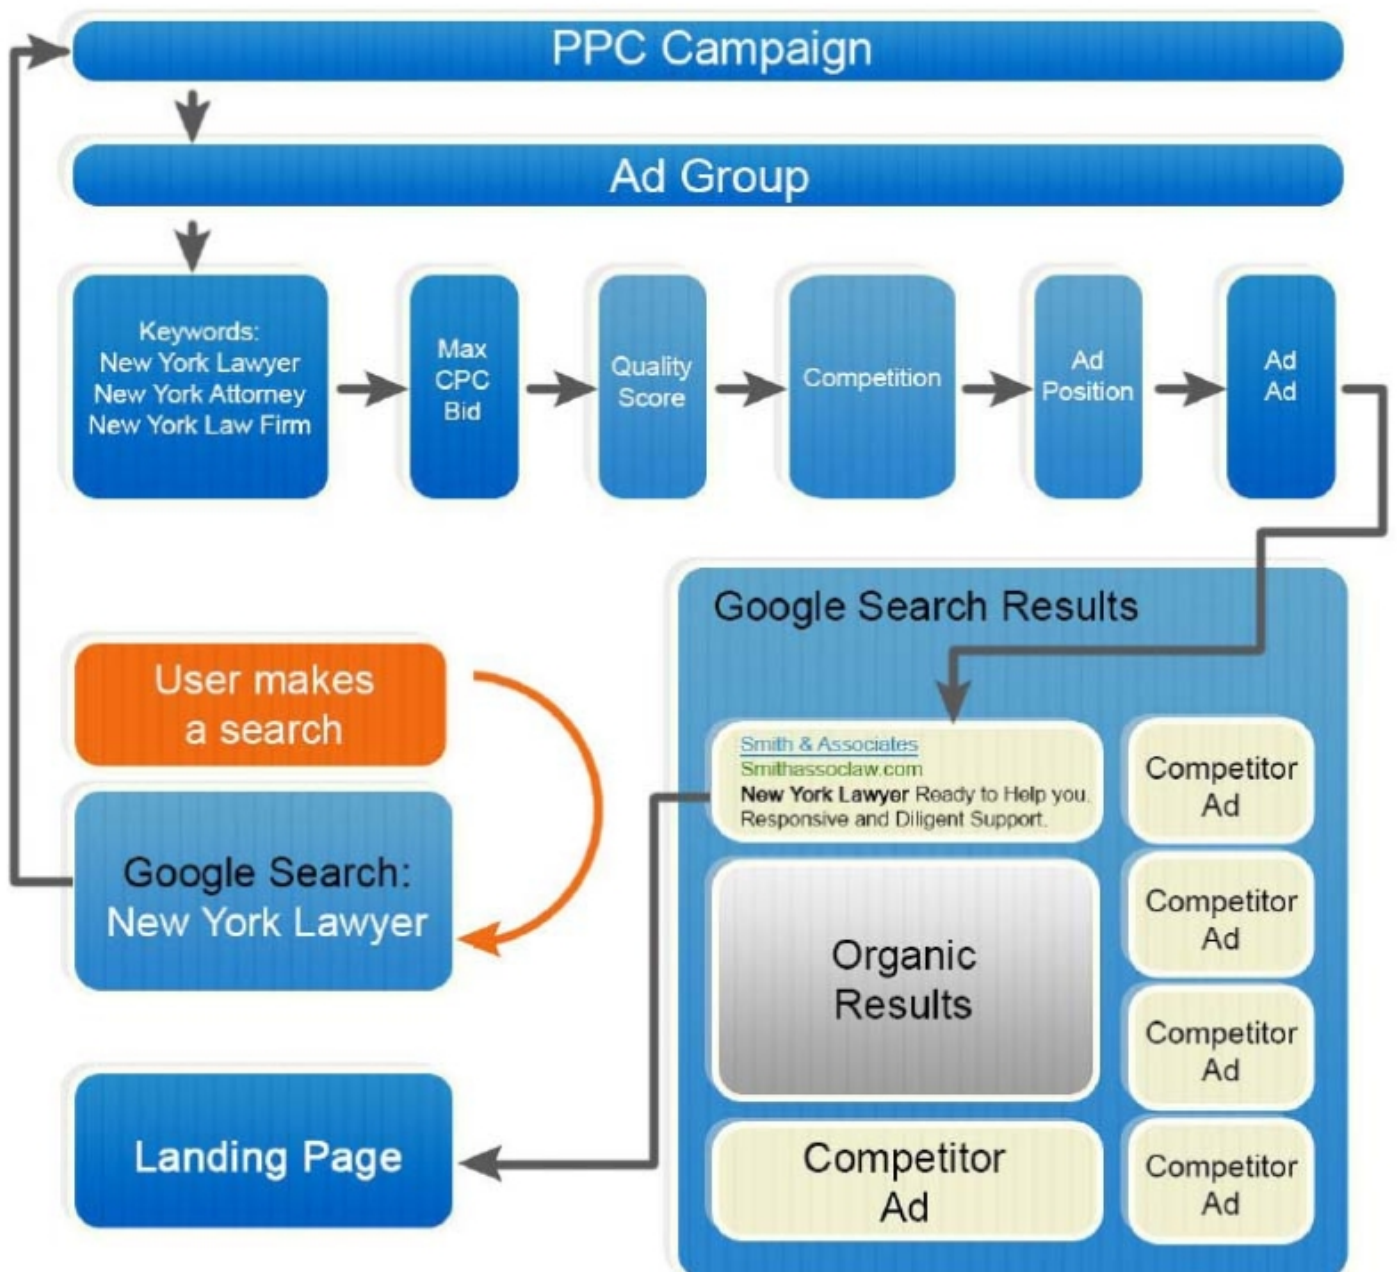 PPC Campaign
Ad Group
Keywords:
New York Lawyer
New York Attorney
New York Law Firm
Max
CPC
Bid
Quality
Score
Competition
Ad
Position
Ad
Ad
User makes
a search
Google Search:
New York Lawyer
Landing Page
Google Search Results
Smith & Associates
Smithassoclaw.com
New York Lawyer Ready to Help you.
Responsive and Diligent Support.
Organic
Results
Competitor
Ad
Competitor
Ad
Competitor
Ad
Competitor
Ad
Competitor
Ad